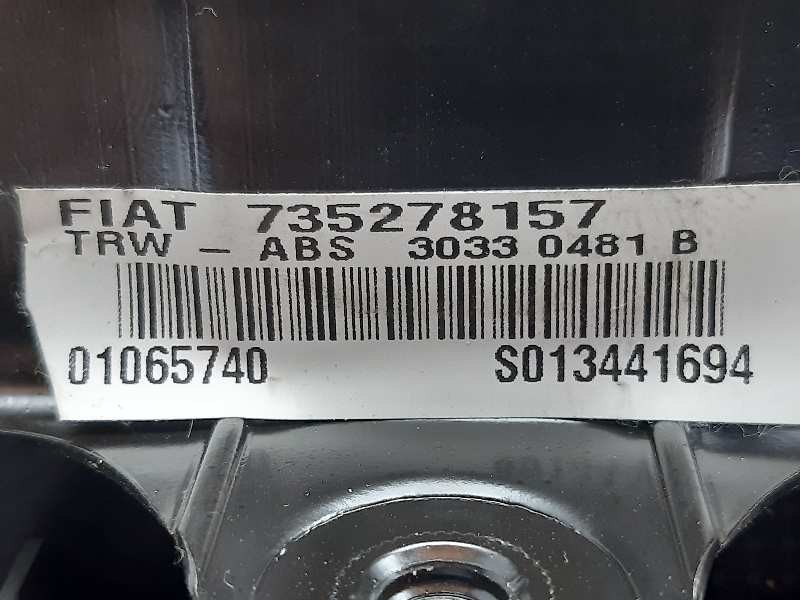 FIAT 735278157
TRW - ABS 3033 0481 B
01065740 S013441694